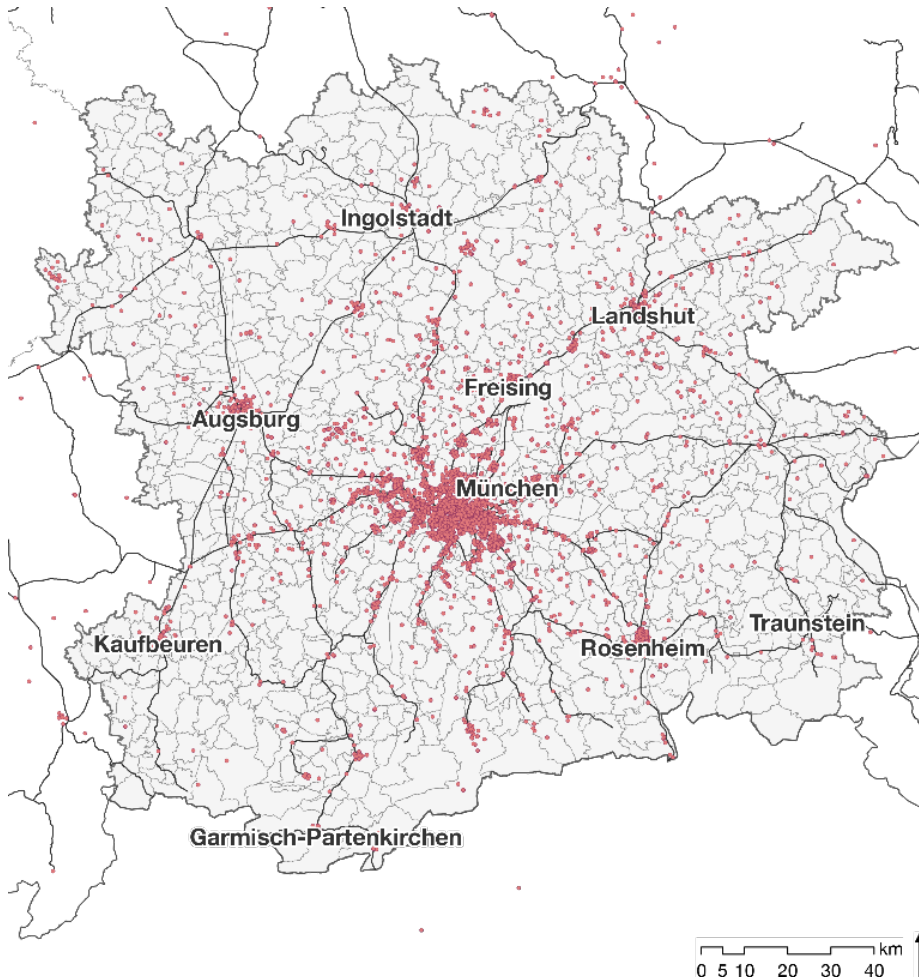 Ingolstadt
Landshut
Freising
Augsburg
München
Kaufbeuren
Rosenheim
Traunstein
Garmisch-Partenkirchen
km
0 5 10 20 30 40